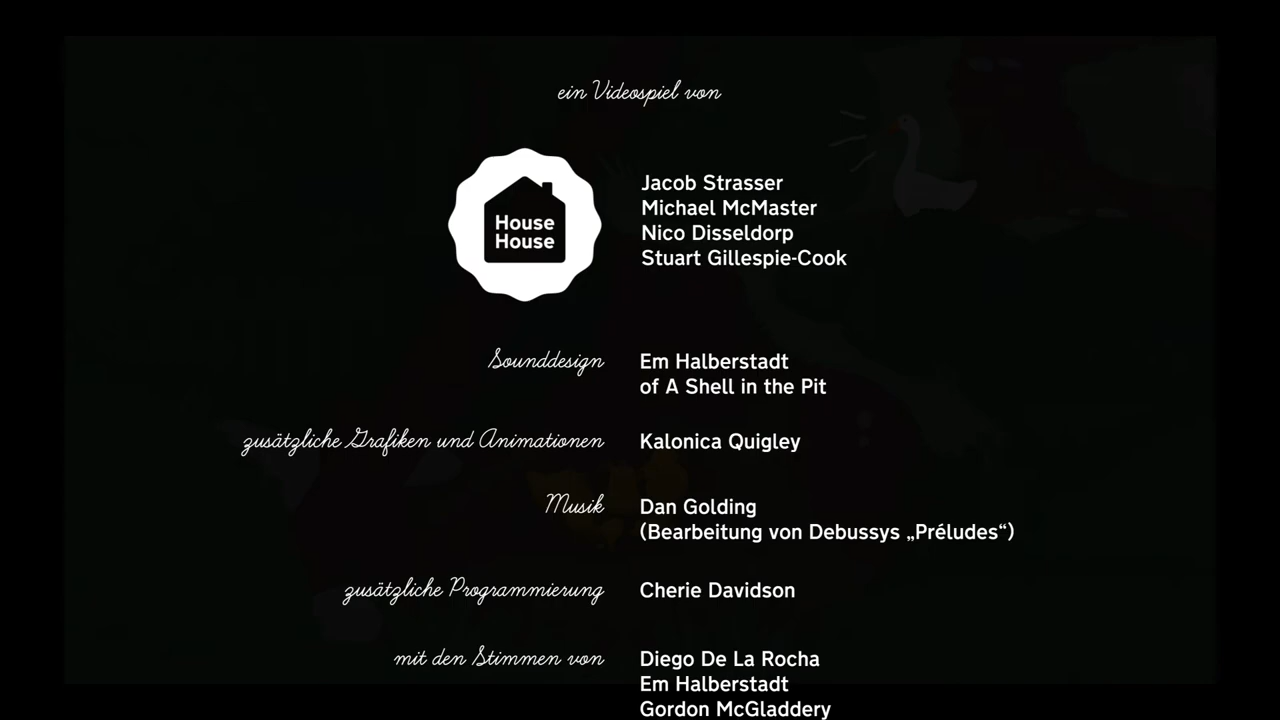 ein Videospiel von
House
House
Jacob Strasser
Michael McMaster
Nico Disseldorp
Stuart Gillespie-Cook
Sounddesign
Em Halberstadt
of A Shell in the Pit
zusätzliche Grafiken und Animationen
Kalonica Quigley
Musik
Dan Golding
(Bearbeitung von Debussys „Préludes“)
zusätzliche Programmierung
Cherie Davidson
mit den Stimmen von
Diego De La Rocha
Em Halberstadt
Gordon McGladdery